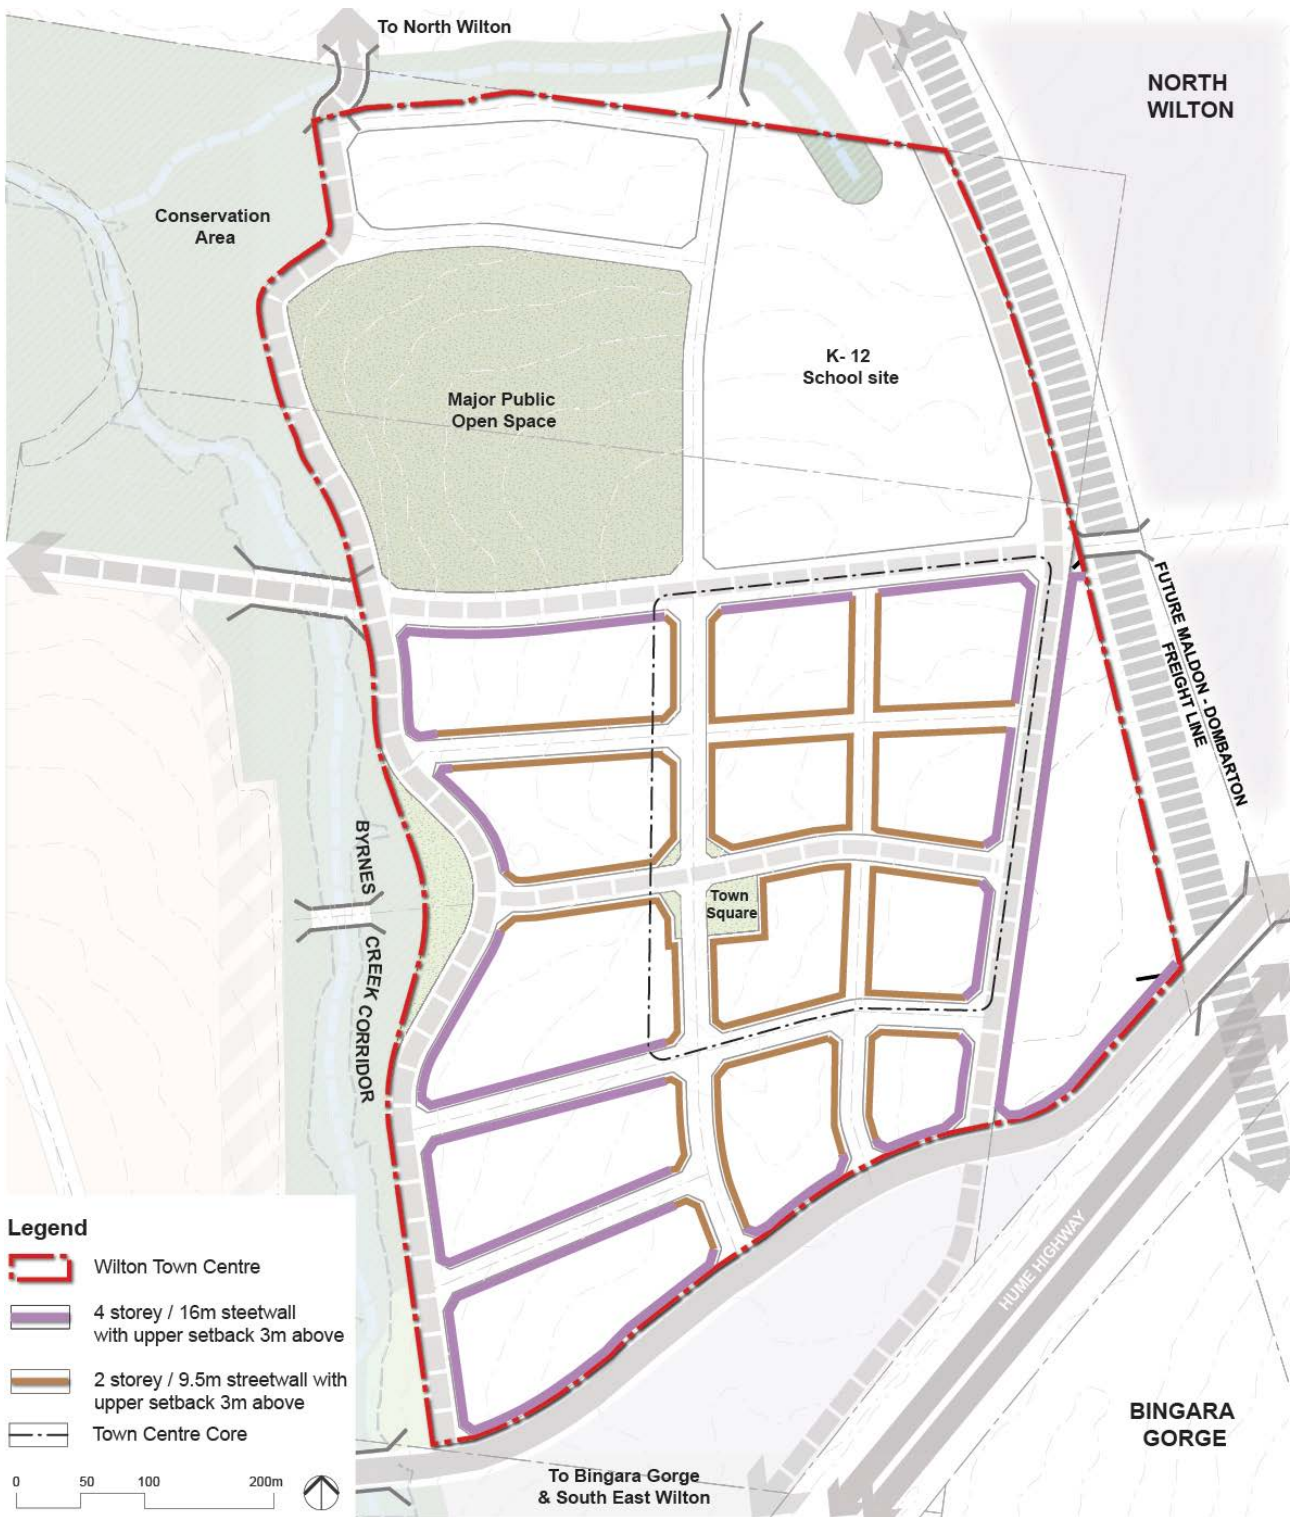 To North Wilton
NORTH
WILTON
Conservation
Area
K- 12
School site
Major Public
Open Space
FUTURE MALDON - DOMBARTON
FREIGHT LINE
BYRNES
CREEK CORRIDOR
Town
Square
HUME HIGHWAY
BINGARA
GORGE
To Bingara Gorge
& South East Wilton
Legend
Wilton Town Centre
4 storey / 16m steetwall
with upper setback 3m above
2 storey / 9.5m streetwall with
upper setback 3m above
Town Centre Core
0 50 100 200m